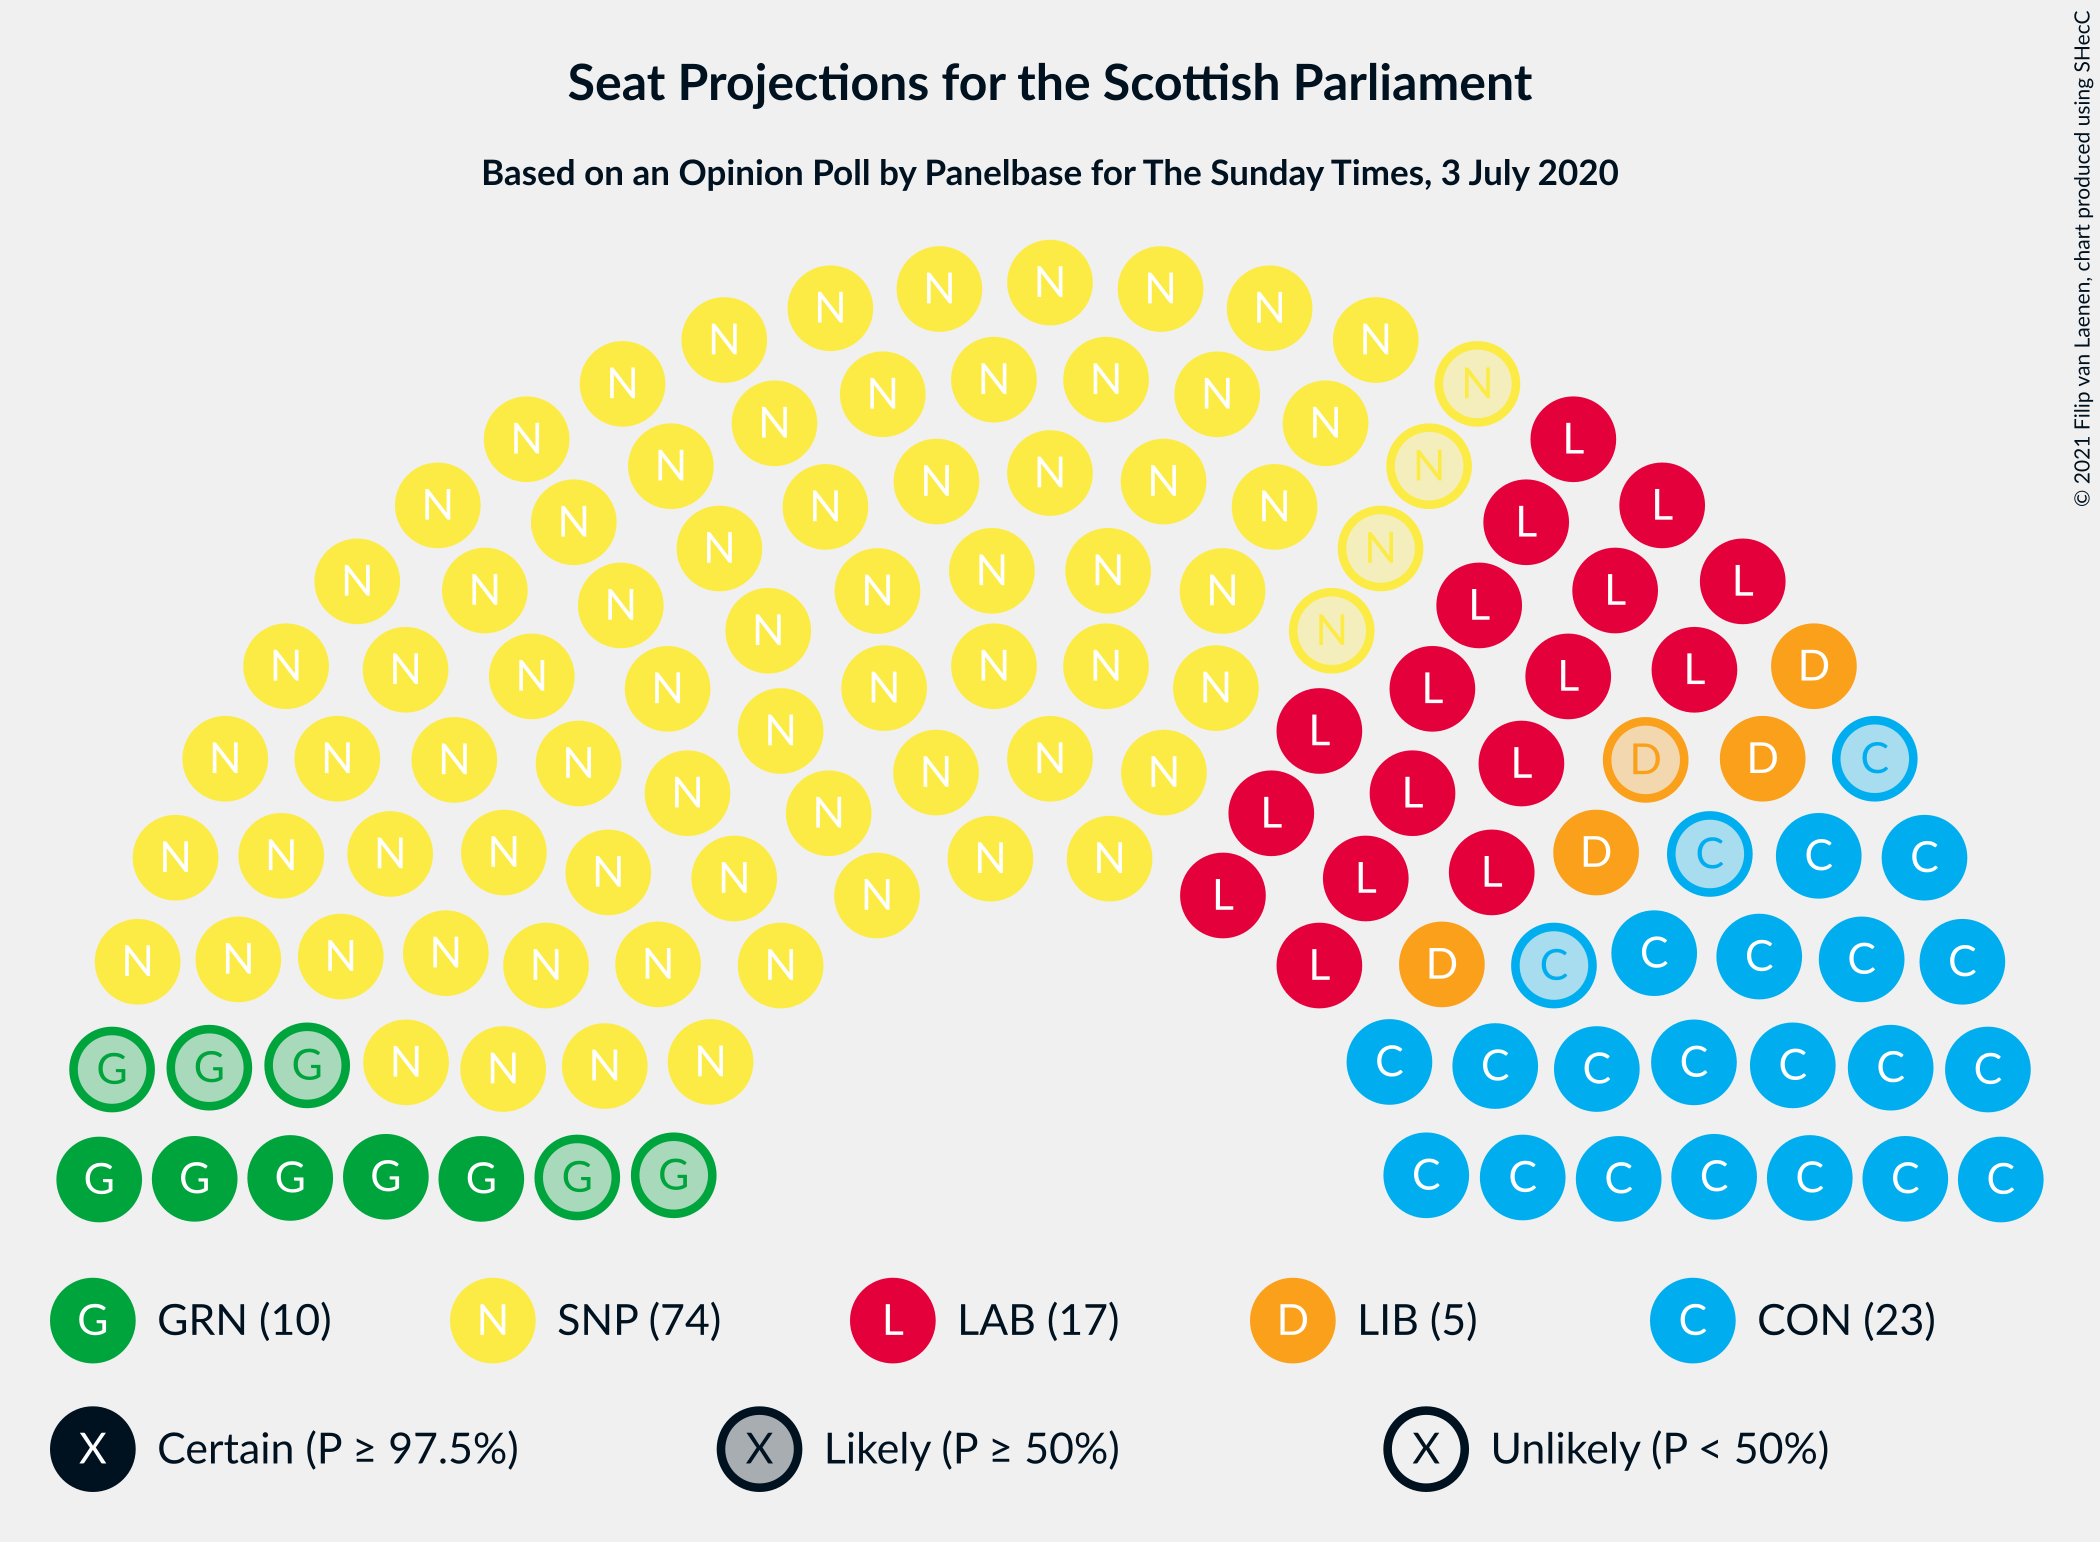 Seat Projections for the Scottish Parliament
Based on an Opinion Poll by Panelbase for The Sunday Times, 3 July 2020
© 2021 Filip van Laenen, chart produced using SHecC
N N N N N
N N N N
N N N N N N
N N N L
N N N N
N N N N N L
N N N N N L
N N N N L
N N N N N N L L
N N N N N L
N N N N N N L L L D
N N N N N L L
N N N N N N N L L D D C
N N N L L
N N N N N N N N L L D C C C
N N L
N N N N N N N L D C C C C C
G G G N N N N C C C C C C C
G G G G G G G C C C C C C C
G GRN (10) N SNP (74) L LAB (17) D LIB (5) C CON (23)
X Certain (P ≥ 97.5%) X Likely (P ≥ 50%) X Unlikely (P < 50%)